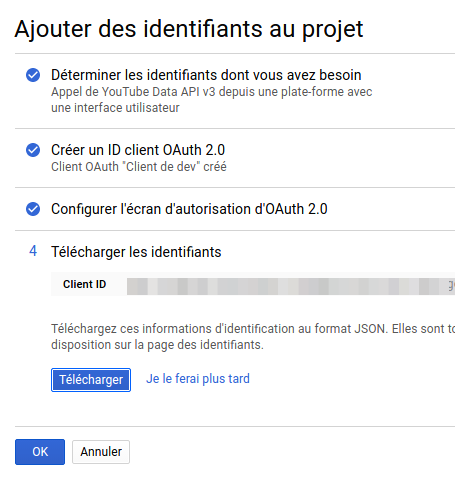 Ajouter des identifiants au projet
Déterminer les identifiants dont vous avez besoin
Appel de YouTube Data API v3 depuis une plate-forme avec
une interface utilisateur
Créer un ID client OAuth 2.0
Client OAuth "Client de dev" créé
Configurer l'écran d'autorisation d'OAuth 2.0
4 Télécharger les identifiants
Client ID
Téléchargez ces informations d'identification au format JSON. Elles sont
disposition sur la page des identifiants.
Télécharger Je le ferai plus tard
OK Annuler